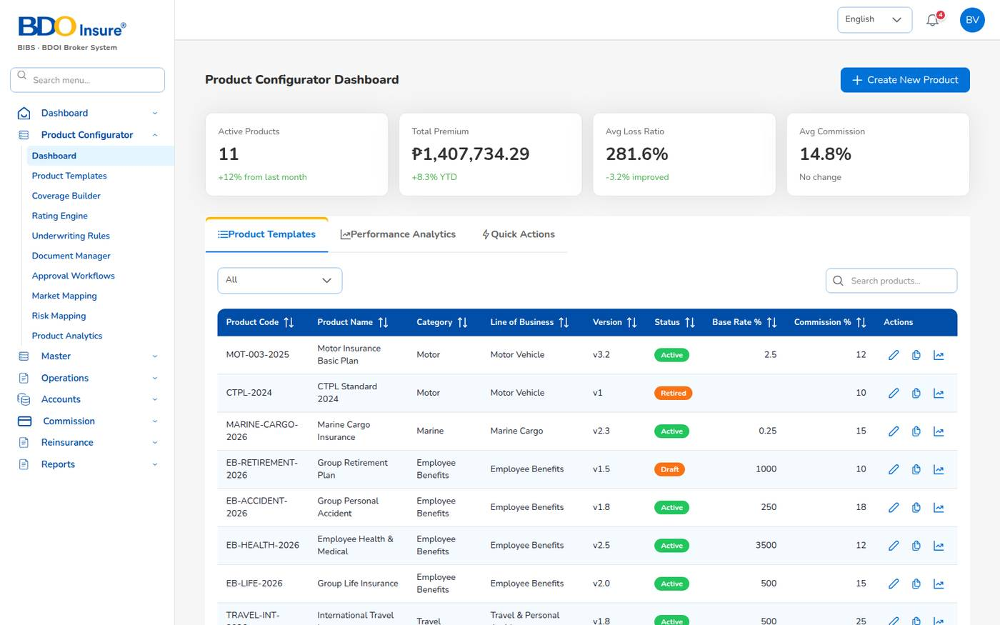 BDO Insure®
BIBS - BDOI Broker System
Search menu...
Dashboard
Product Configurator
Dashboard
Product Templates
Coverage Builder
Rating Engine
Underwriting Rules
Document Manager
Approval Workflows
Market Mapping
Risk Mapping
Product Analytics
Master
Operations
Accounts
Commission
Reinsurance
Reports
English
4
BV
Product Configurator Dashboard
Create New Product
Active Products
11
+12% from last month
Total Premium
₱1,407,734.29
+8.3% YTD
Avg Loss Ratio
281.6%
-3.2% improved
Avg Commission
14.8%
No change
Product Templates Performance Analytics Quick Actions
All
Search products...
Product Code Product Name Category Line of Business Version Status Base Rate % Commission % Actions
MOT-003-2025 Motor Insurance Basic Plan Motor Motor Vehicle v3.2 Active 2.5 12
CTPL-2024 CTPL Standard 2024 Motor Motor Vehicle v1 Retired 10
MARINE-CARGO-2026 Marine Cargo Insurance Marine Marine Cargo v2.3 Active 0.25 15
EB-RETIREMENT-2026 Group Retirement Plan Employee Benefits Employee Benefits v1.5 Draft 1000 10
EB-ACCIDENT-2026 Group Personal Accident Employee Benefits Employee Benefits v1.8 Active 250 18
EB-HEALTH-2026 Employee Health & Medical Employee Benefits Employee Benefits v2.5 Active 3500 12
EB-LIFE-2026 Group Life Insurance Employee Benefits Employee Benefits v2.0 Active 500 15
TRAVEL-INT- International Travel Travel Travel & Personal v1.8 Active 500 25